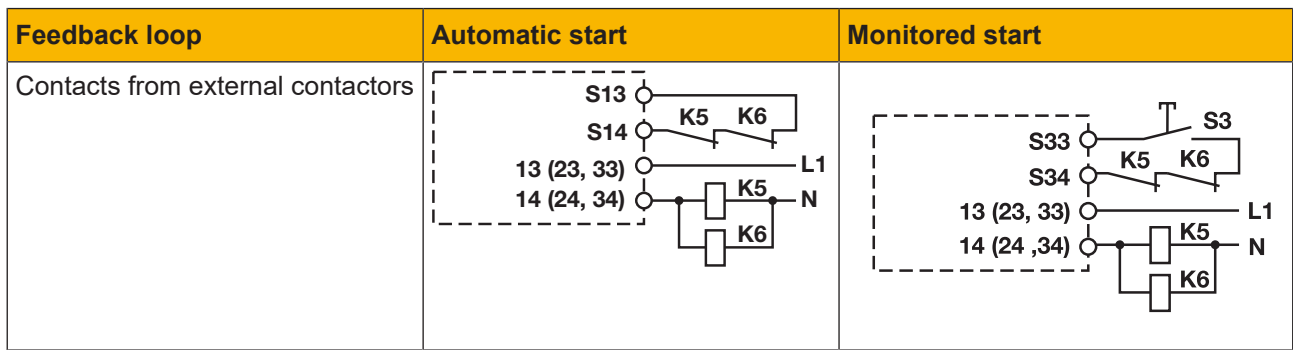 Feedback loop
Automatic start
Monitored start
Contacts from external contactors
S13
K5 K6
S14
13 (23, 33) L1
14 (24, 34) K5 N
K6
S3
S33
K5 K6
S34
13 (23, 33) L1
14 (24 ,34) K5 N
K6